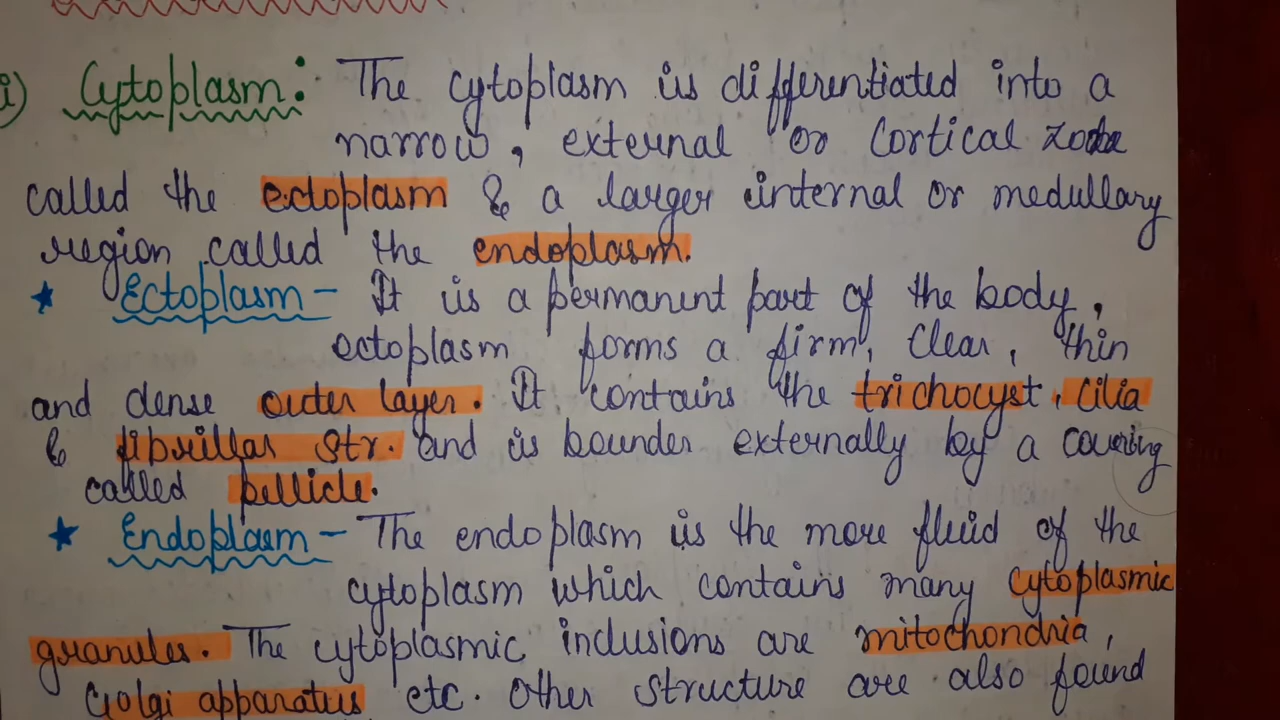 i) Cytoplasm: The cytoplasm is differentiated into a
narrow, external or cortical zone
called the ectoplasm & a larger internal or medullary
region called the endoplasm.
★ Ectoplasm - It is a permanent part of the body,
ectoplasm forms a firm, clear, thin
and dense outer layer. It contains the trichocyst, cilia
& fibrillar str. and is bounder externally by a covering
called pellicle.
★ Endoplasm - The endoplasm is the more fluid of the
cytoplasm which contains many cytoplasmic
granules. The cytoplasmic inclusions are mitochondria,
Golgi apparatus etc. Other structure are also found